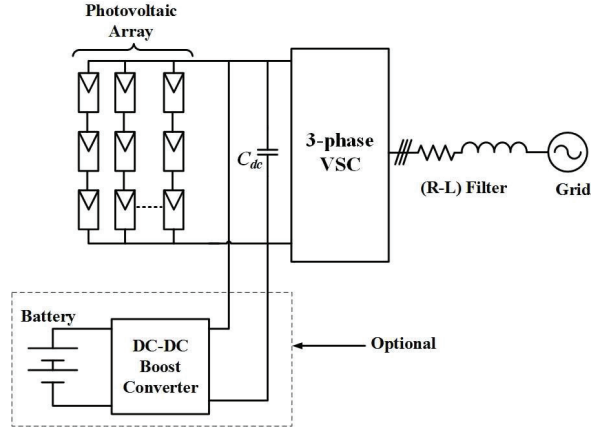 Photovoltaic
Array
C_dc
3-phase
VSC
(R-L) Filter
Grid
Battery
DC-DC
Boost
Converter
Optional